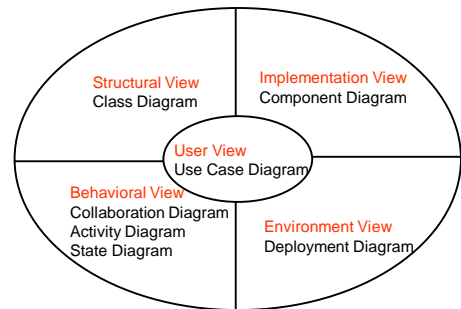 Structural View
Class Diagram
Implementation View
Component Diagram
User View
Use Case Diagram
Behavioral View
Collaboration Diagram
Activity Diagram
State Diagram
Environment View
Deployment Diagram